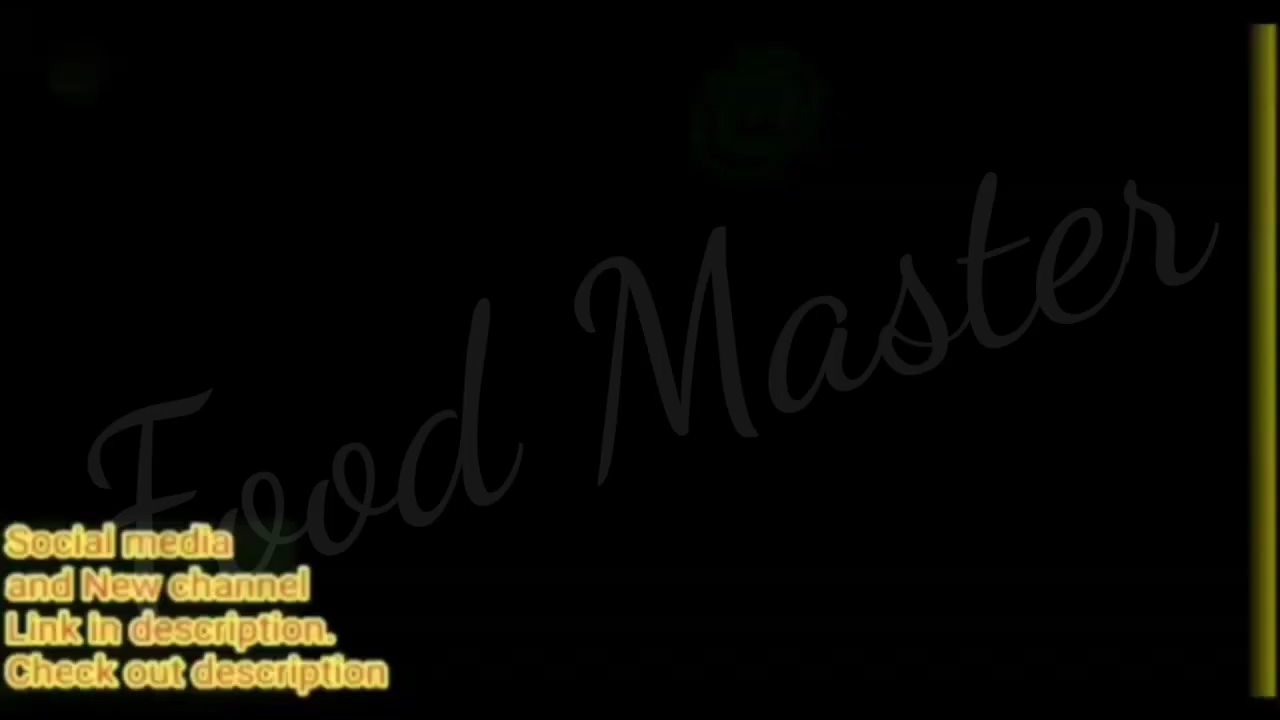 Food Master
Social media
and New channel
Link in description.
Check out description